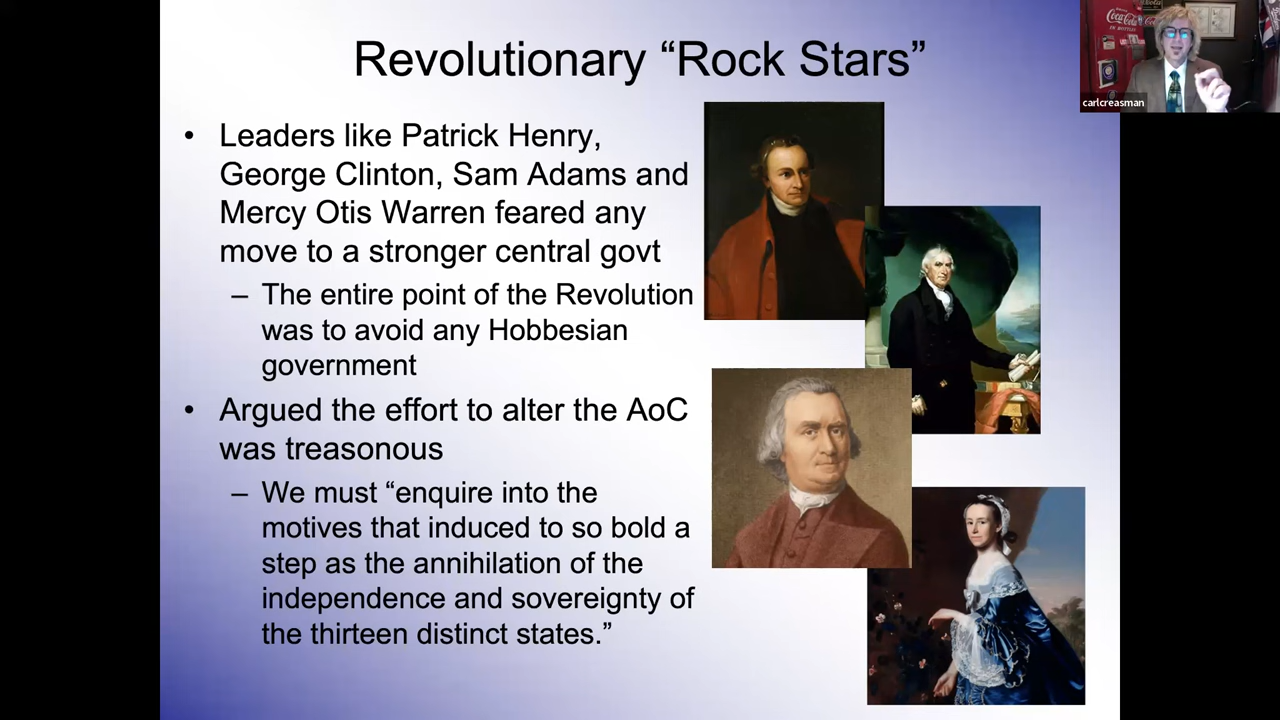 Revolutionary “Rock Stars”
• Leaders like Patrick Henry,
George Clinton, Sam Adams and
Mercy Otis Warren feared any
move to a stronger central govt
– The entire point of the Revolution
was to avoid any Hobbesian
government
• Argued the effort to alter the AoC
was treasonous
– We must “enquire into the
motives that induced to so bold a
step as the annihilation of the
independence and sovereignty of
the thirteen distinct states.”
Coca-Cola
carlcreasman